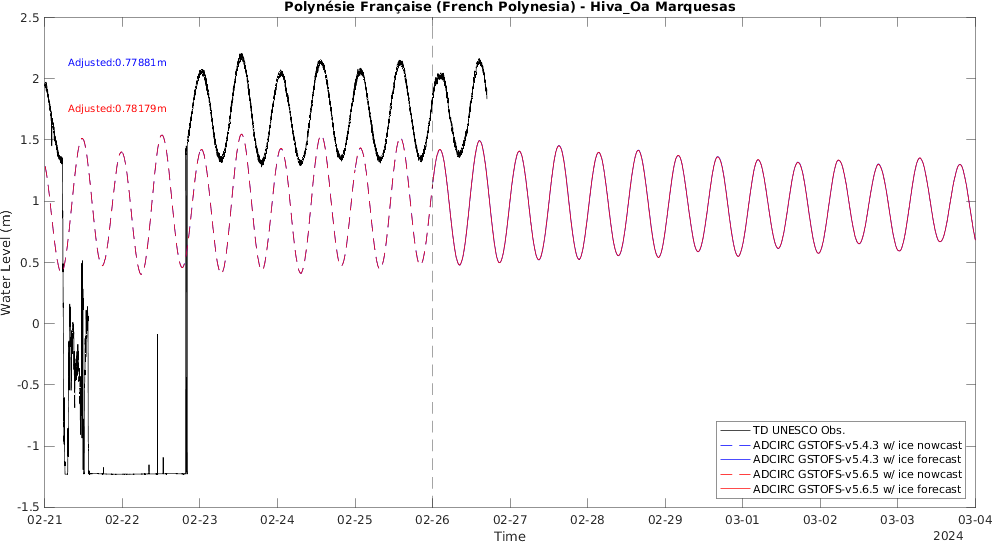 Polynésie Française (French Polynesia) - Hiva_Oa Marquesas
2.5
2
1.5
1
0.5
0
-0.5
-1
-1.5
Water Level (m)
Adjusted:0.77881m
Adjusted:0.78179m
TD UNESCO Obs.
ADCIRC GSTOFS-v5.4.3 w/ ice nowcast
ADCIRC GSTOFS-v5.4.3 w/ ice forecast
ADCIRC GSTOFS-v5.6.5 w/ ice nowcast
ADCIRC GSTOFS-v5.6.5 w/ ice forecast
02-21 02-22 02-23 02-24 02-25 02-26 02-27 02-28 02-29 03-01 03-02 03-03 03-04
Time
2024